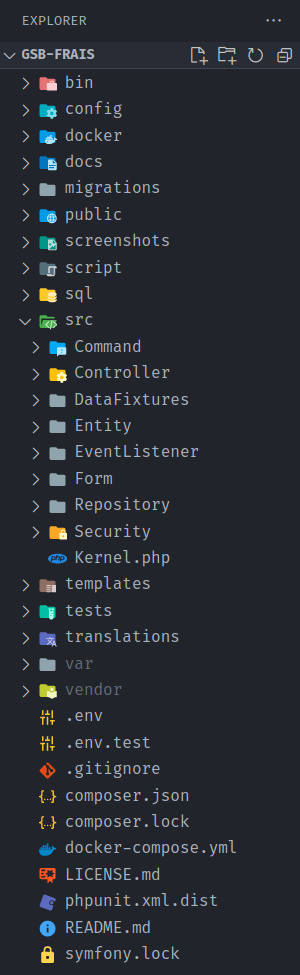 EXPLORER
GSB-FRAIS
bin
config
docker
docs
migrations
public
screenshots
script
sql
src
Command
Controller
DataFixtures
Entity
EventListener
Form
Repository
Security
Kernel.php
templates
tests
translations
var
vendor
.env
.env.test
.gitignore
composer.json
composer.lock
docker-compose.yml
LICENSE.md
phpunit.xml.dist
README.md
symfony.lock